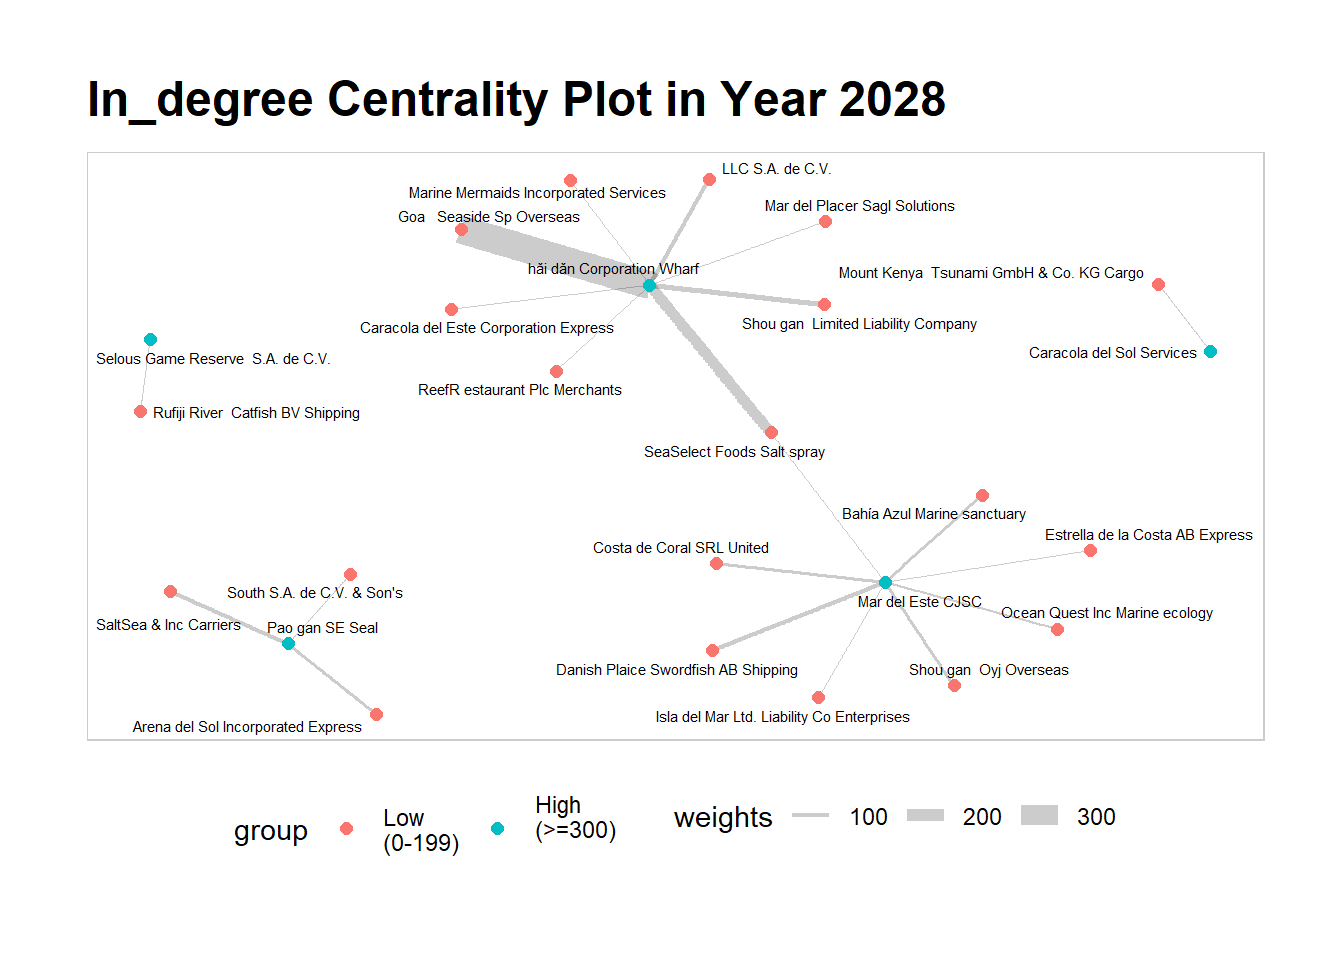 In_degree Centrality Plot in Year 2028
LLC S.A. de C.V.
Marine Mermaids Incorporated Services
Mar del Placer Sagl Solutions
Goa   Seaside Sp Overseas
hǎi dǎn Corporation Wharf
Mount Kenya  Tsunami GmbH & Co. KG Cargo
Caracola del Este Corporation Express
Shou gan  Limited Liability Company
Caracola del Sol Services
Selous Game Reserve  S.A. de C.V.
ReefR estaurant Plc Merchants
Rufiji River  Catfish BV Shipping
SeaSelect Foods Salt spray
Bahía Azul Marine sanctuary
Estrella de la Costa AB Express
Costa de Coral SRL United
South S.A. de C.V. & Son's
Mar del Este CJSC
Ocean Quest Inc Marine ecology
SaltSea & Inc Carriers
Pao gan SE Seal
Danish Plaice Swordfish AB Shipping
Shou gan  Oyj Overseas
Isla del Mar Ltd. Liability Co Enterprises
Arena del Sol Incorporated Express
group
Low
(0-199)
High
(>=300)
weights
100
200
300